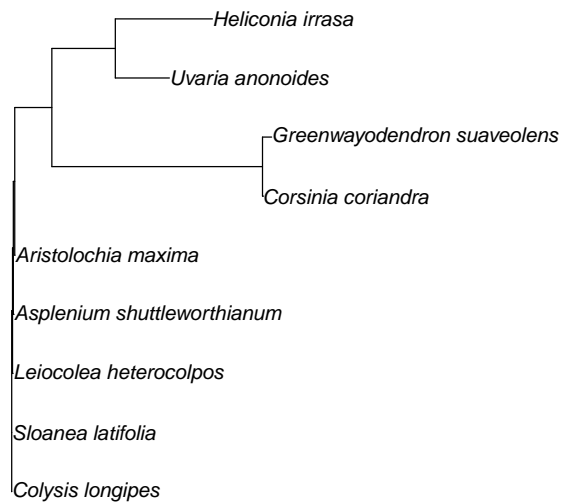 Heliconia irrasa
Uvaria anonoides
Greenwayodendron suaveolens
Corsinia coriandra
Aristolochia maxima
Asplenium shuttleworthianum
Leiocolea heterocolpos
Sloanea latifolia
Colysis longipes